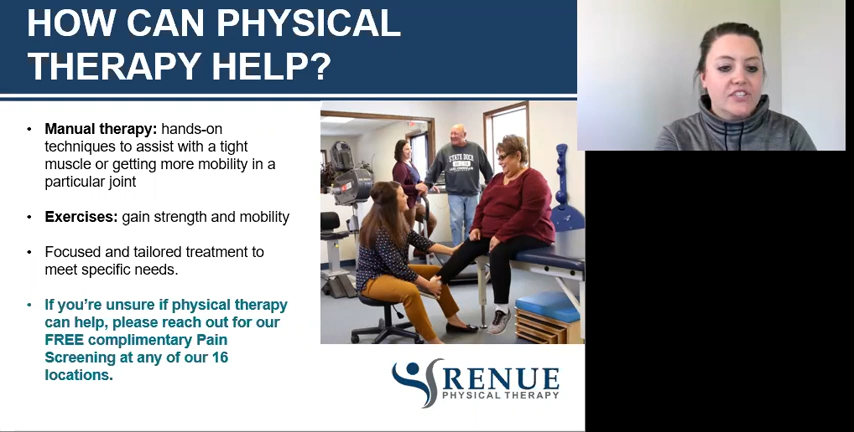 HOW CAN PHYSICAL
THERAPY HELP?
• Manual therapy: hands-on
techniques to assist with a tight
muscle or getting more mobility in a
particular joint
• Exercises: gain strength and mobility
• Focused and tailored treatment to
meet specific needs.
• If you're unsure if physical therapy
can help, please reach out for our
FREE complimentary Pain
Screening at any of our 16
locations.
STATE DUCK
RENUE
PHYSICAL THERAPY